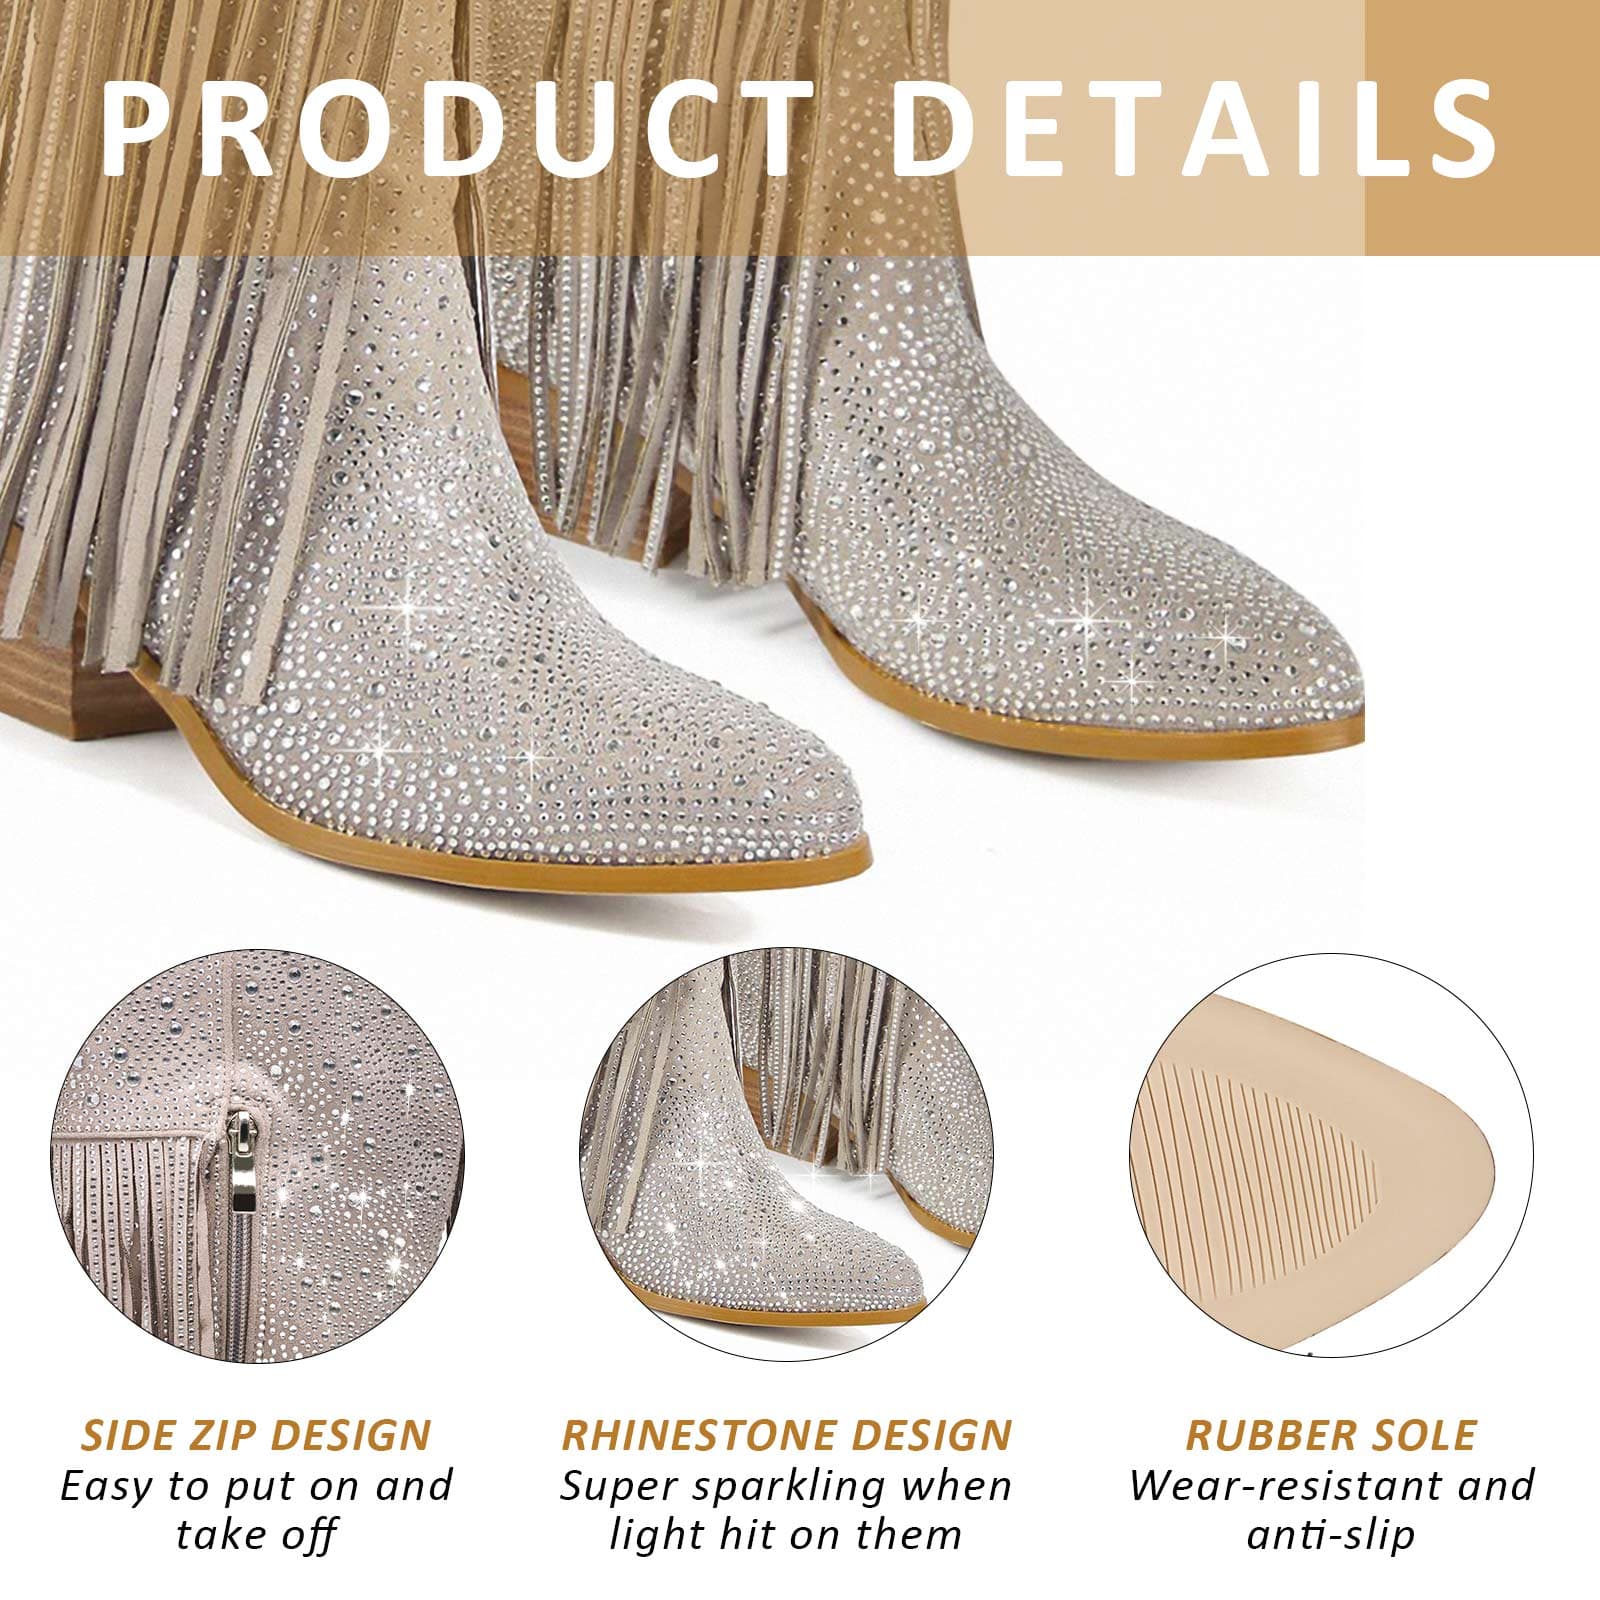 PRODUCT DETAILS
SIDE ZIP DESIGN
Easy to put on and
take off
RHINESTONE DESIGN
Super sparkling when
light hit on them
RUBBER SOLE
Wear-resistant and
anti-slip